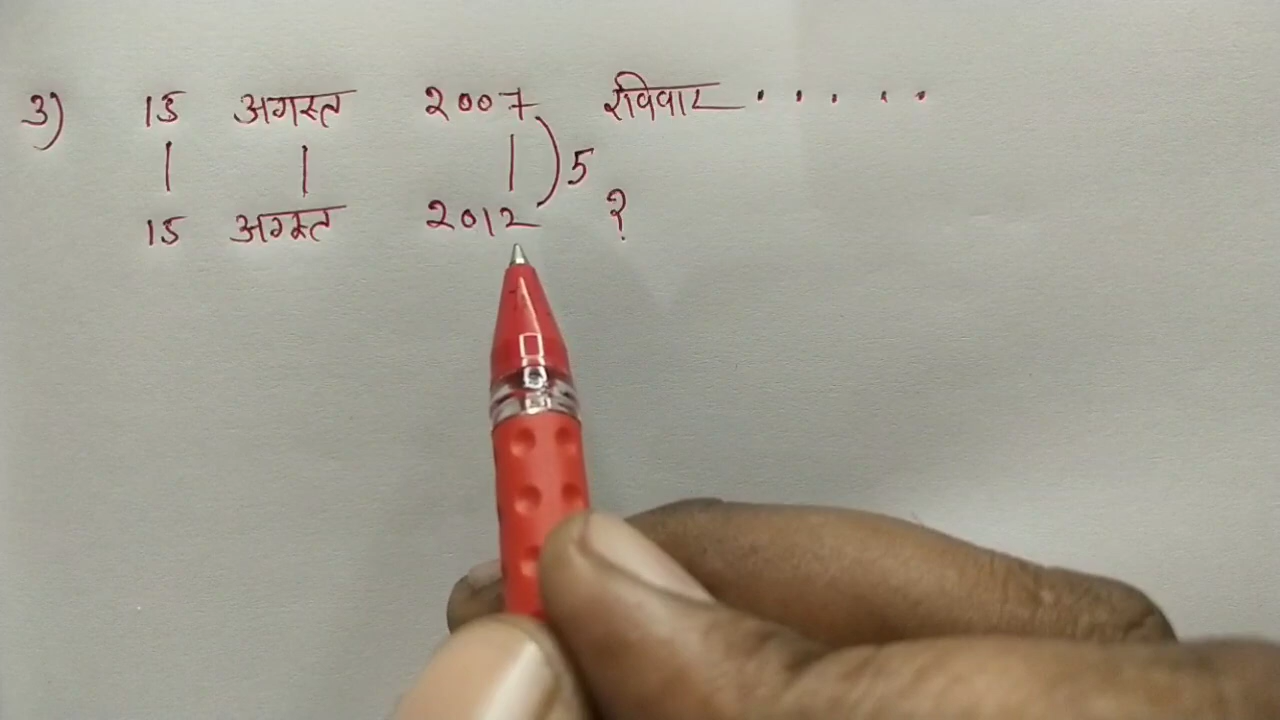 3) 15 अगस्त 2007 रविवार .....
5
15 अगस्त 2012 ?